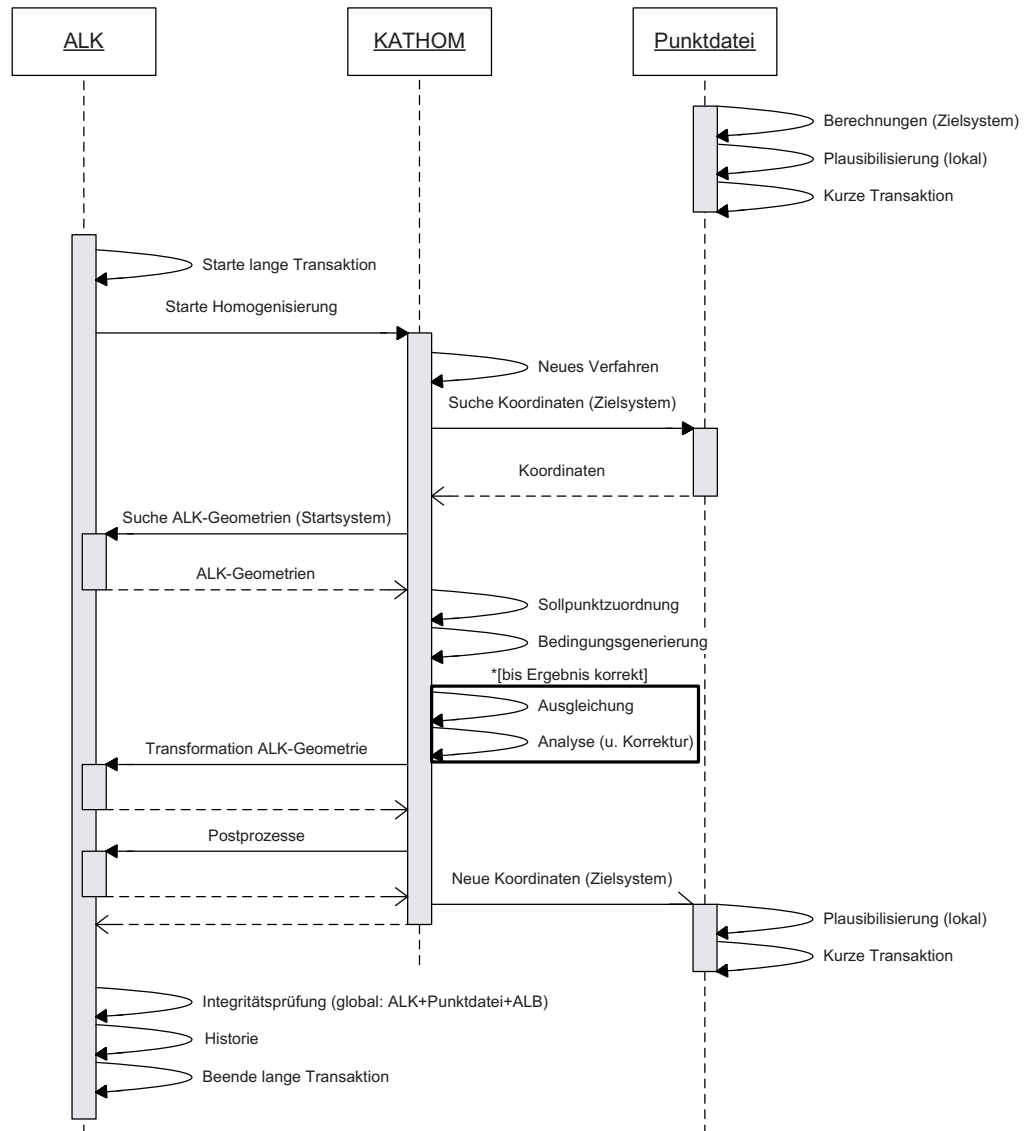 ALK
KATHOM
Punktdatei
Berechnungen (Zielsystem)
Plausibilisierung (lokal)
Kurze Transaktion
Starte lange Transaktion
Starte Homogenisierung
Neues Verfahren
Suche Koordinaten (Zielsystem)
Koordinaten
Suche ALK-Geometrien (Startsystem)
ALK-Geometrien
Sollpunktzuordnung
Bedingungsgenerierung
*[bis Ergebnis korrekt]
Ausgleichung
Analyse (u. Korrektur)
Transformation ALK-Geometrie
Postprozesse
Neue Koordinaten (Zielsystem)
Plausibilisierung (lokal)
Kurze Transaktion
Integritätsprüfung (global: ALK+Punktdatei+ALB)
Historie
Beende lange Transaktion